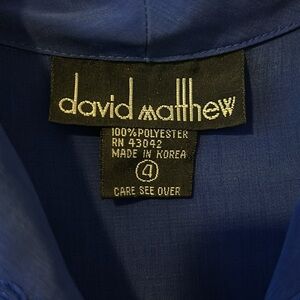 david matthew
100% POLYESTER
RN 43042
MADE IN KOREA
4
CARE SEE OVER